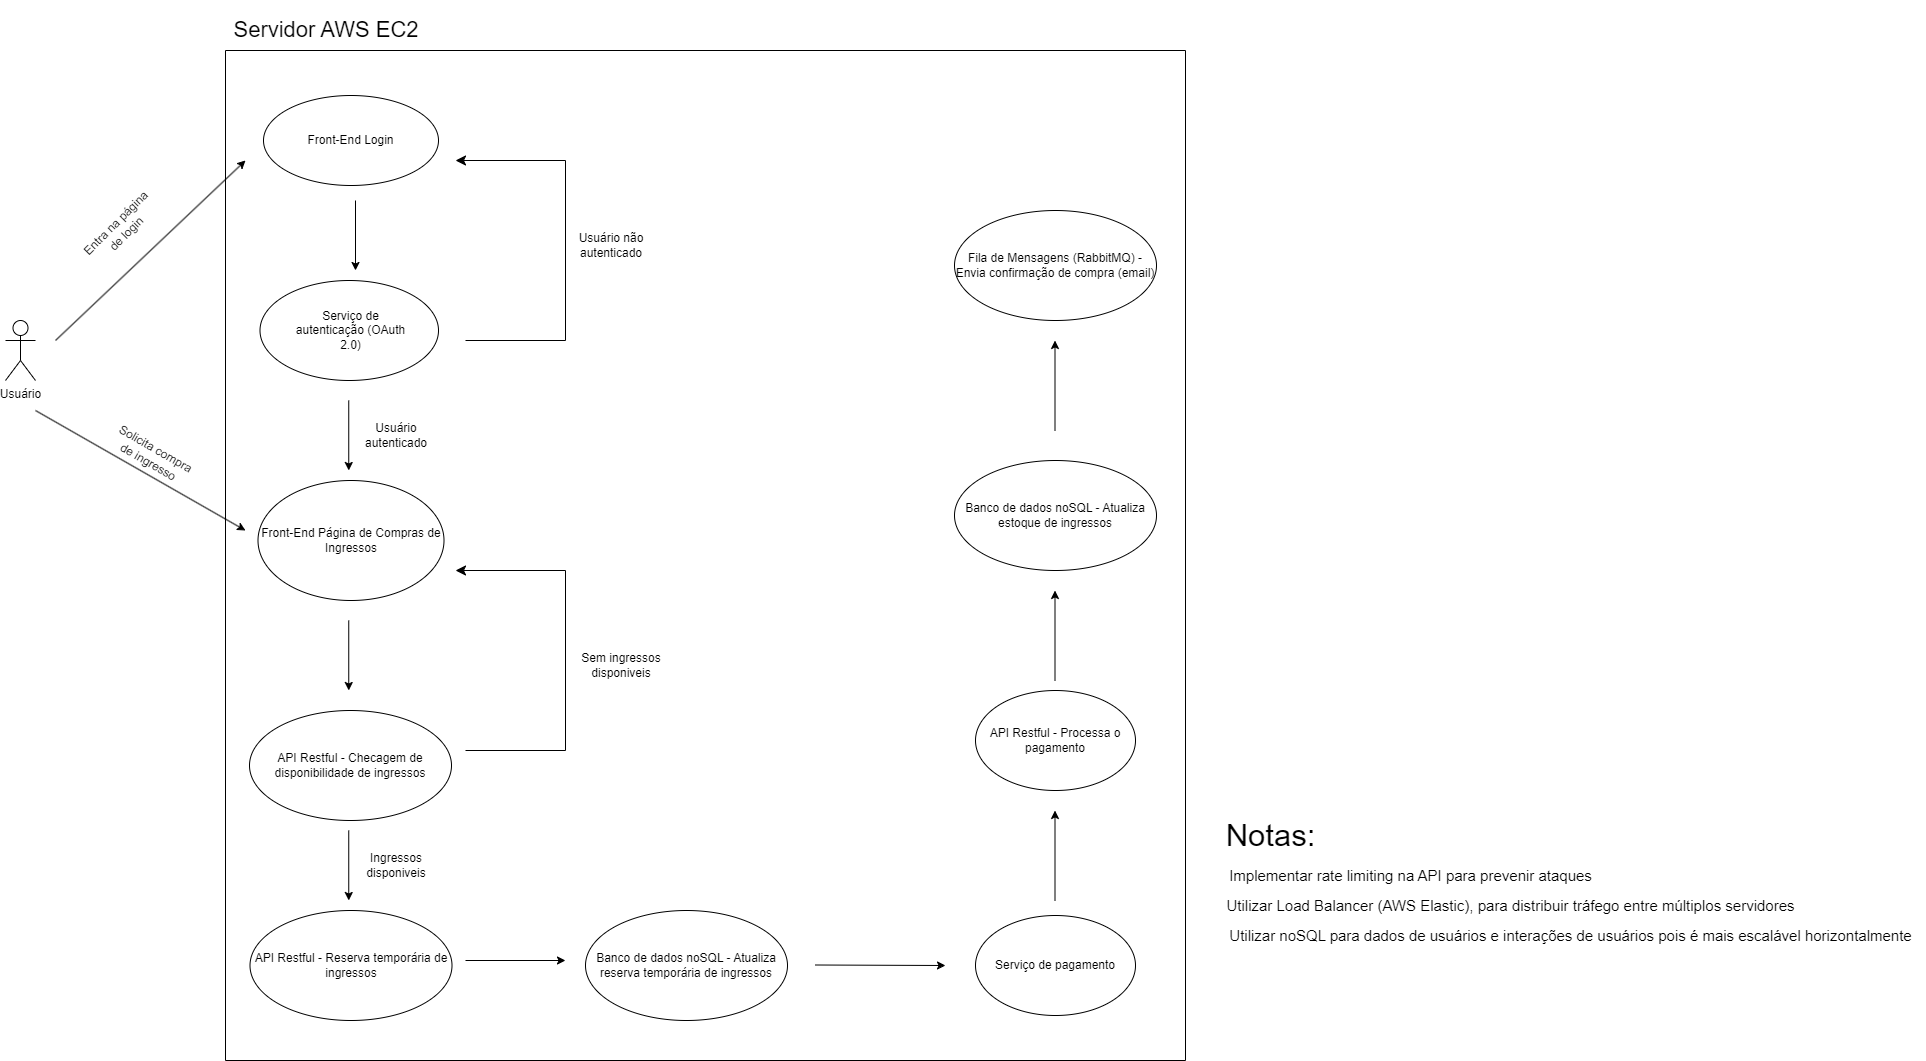 Servidor AWS EC2
Front-End Login
Entra na página
de login
Usuário não
autenticado
Serviço de
autenticação (OAuth
2.0)
Usuário
Usuário
autenticado
Solicita compra
de ingresso
Front-End Página de Compras de
Ingressos
Sem ingressos
disponiveis
API Restful - Checagem de
disponibilidade de ingressos
Ingressos
disponiveis
API Restful - Reserva temporária de
ingressos
Banco de dados noSQL - Atualiza
reserva temporária de ingressos
Serviço de pagamento
API Restful - Processa o
pagamento
Banco de dados noSQL - Atualiza
estoque de ingressos
Fila de Mensagens (RabbitMQ) -
Envia confirmação de compra (email)
Notas:
Implementar rate limiting na API para prevenir ataques
Utilizar Load Balancer (AWS Elastic), para distribuir tráfego entre múltiplos servidores
Utilizar noSQL para dados de usuários e interações de usuários pois é mais escalável horizontalmente